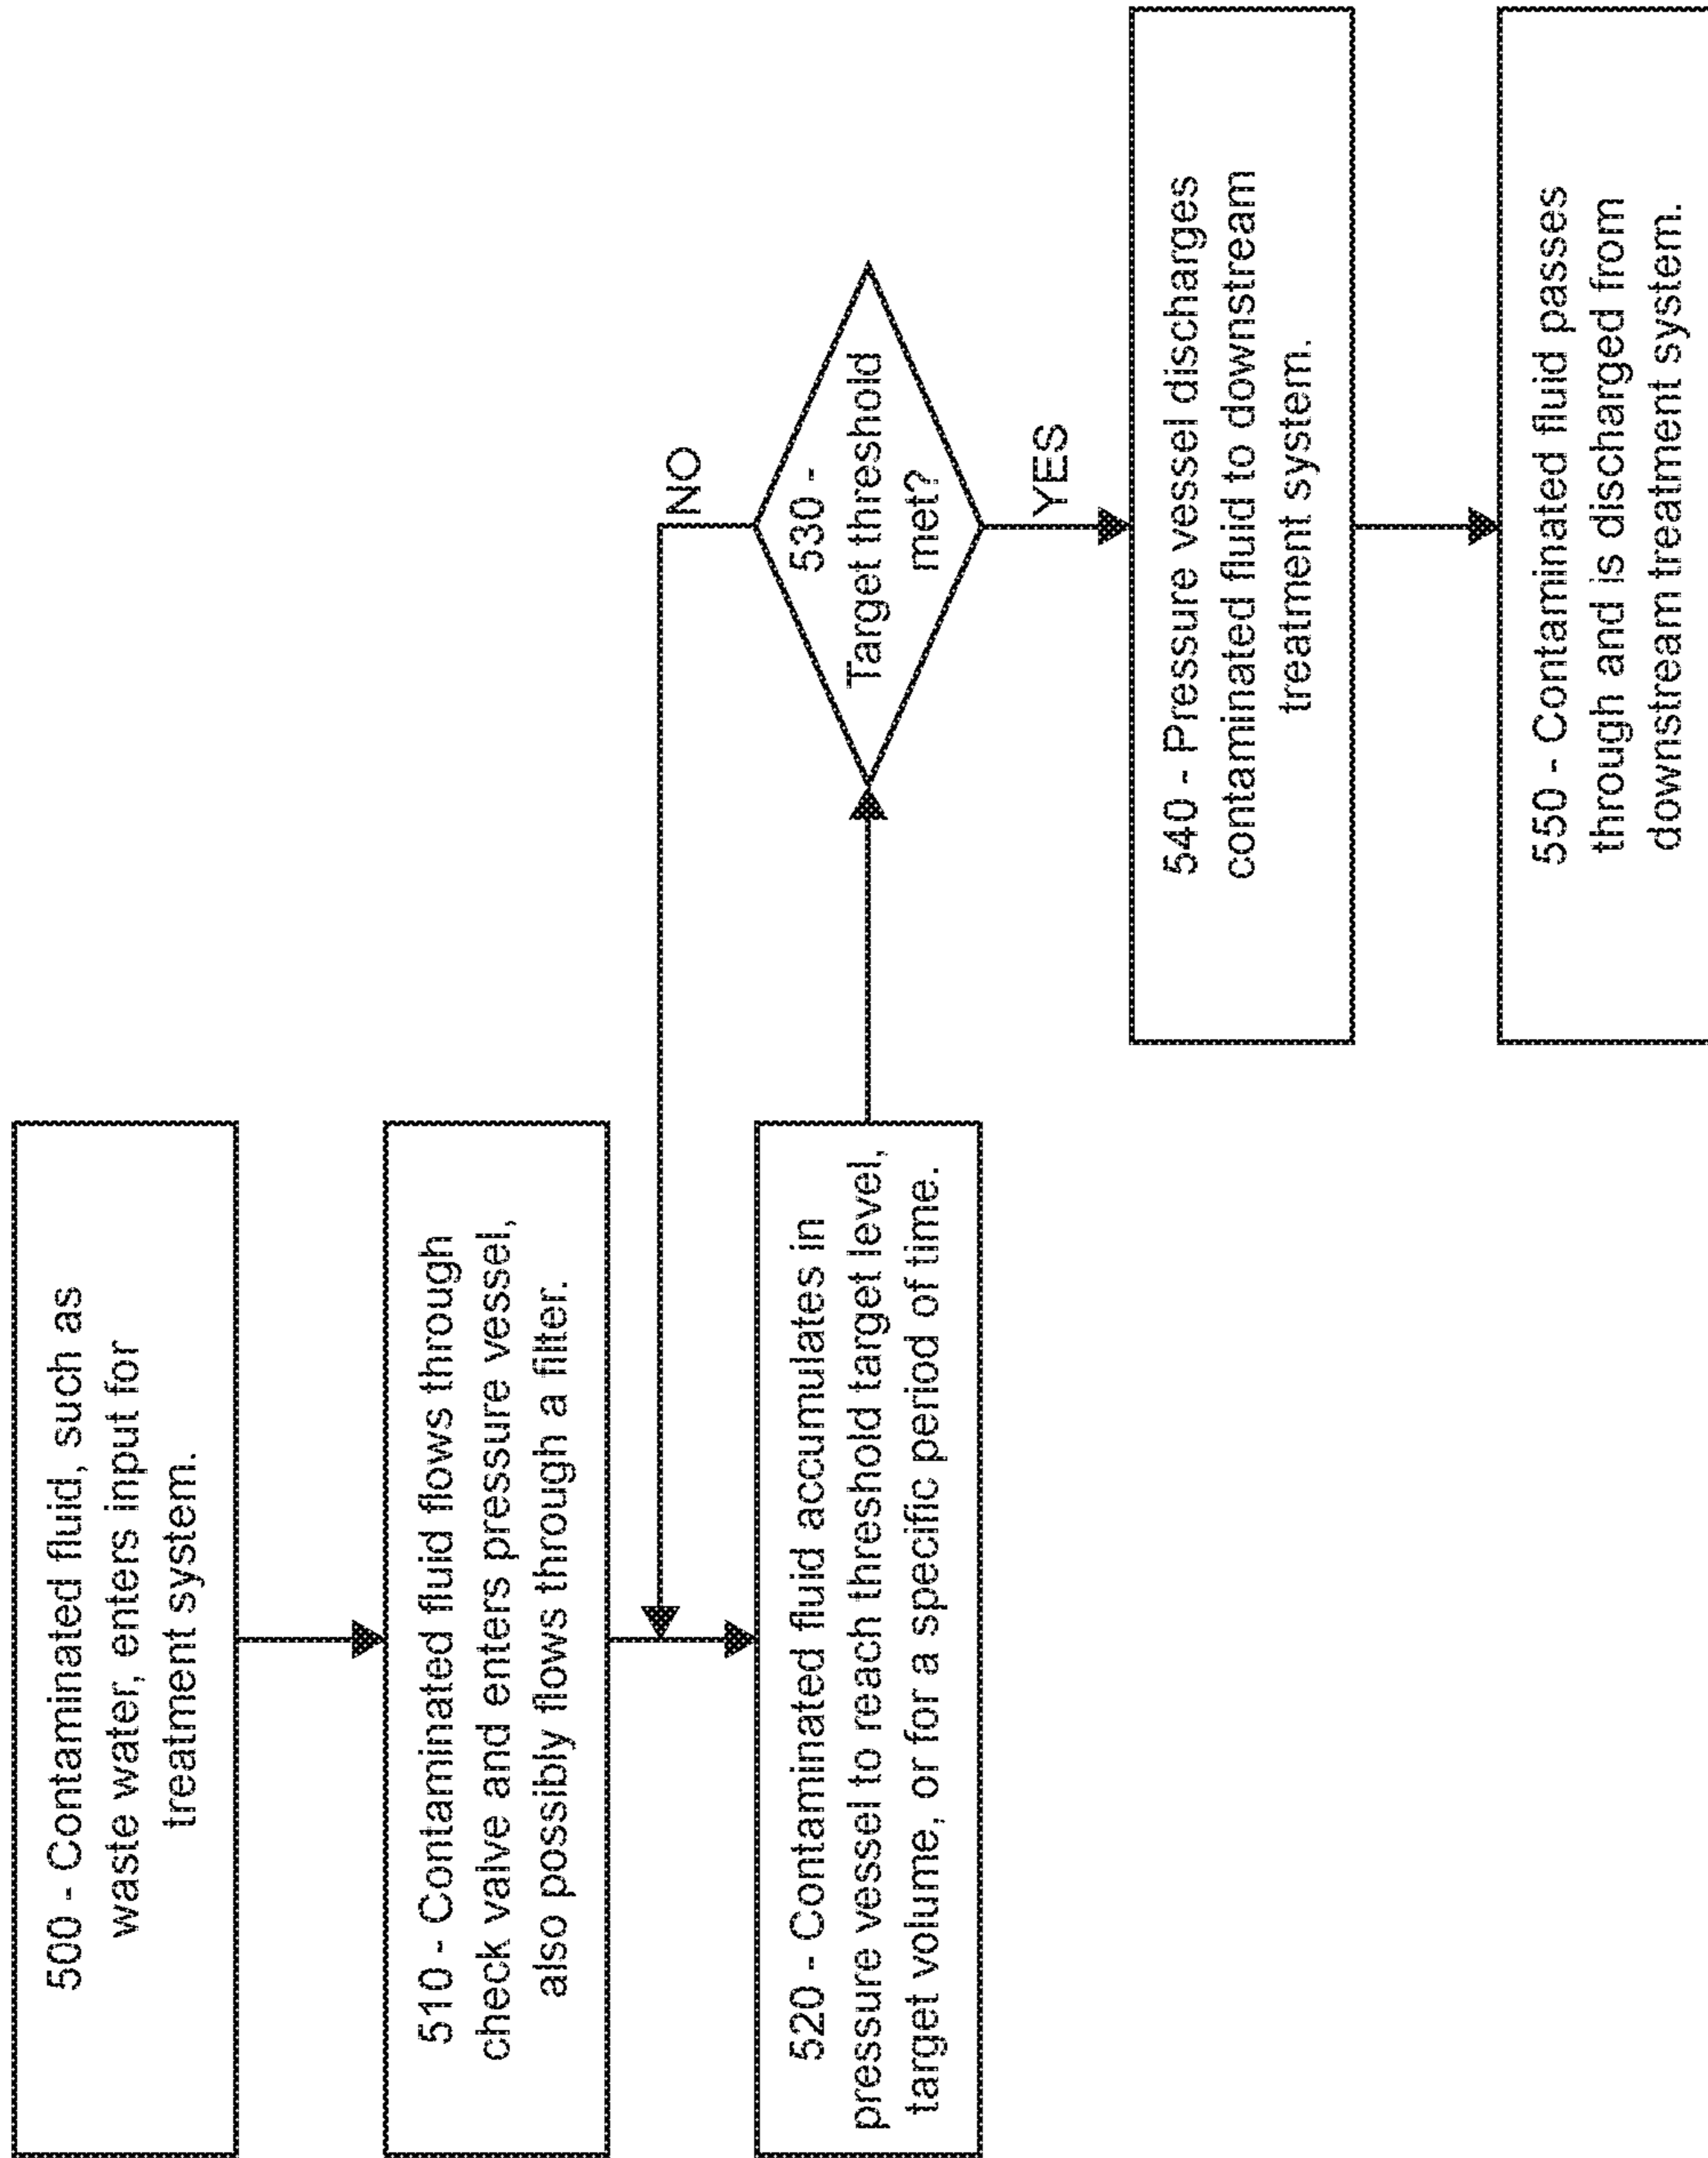 500 - Contaminated fluid, such as
waste water, enters input for
treatment system.
510 - Contaminated fluid flows through
check valve and enters pressure vessel,
also possibly flows through a filter.
520 - Contaminated fluid accumulates in
pressure vessel to reach threshold target level,
target volume, or for a specific period of time.
530 -
Target threshold
met?
NO
YES
540 - Pressure vessel discharges
contaminated fluid to downstream
treatment system.
550 - Contaminated fluid passes
through and is discharged from
downstream treatment system.